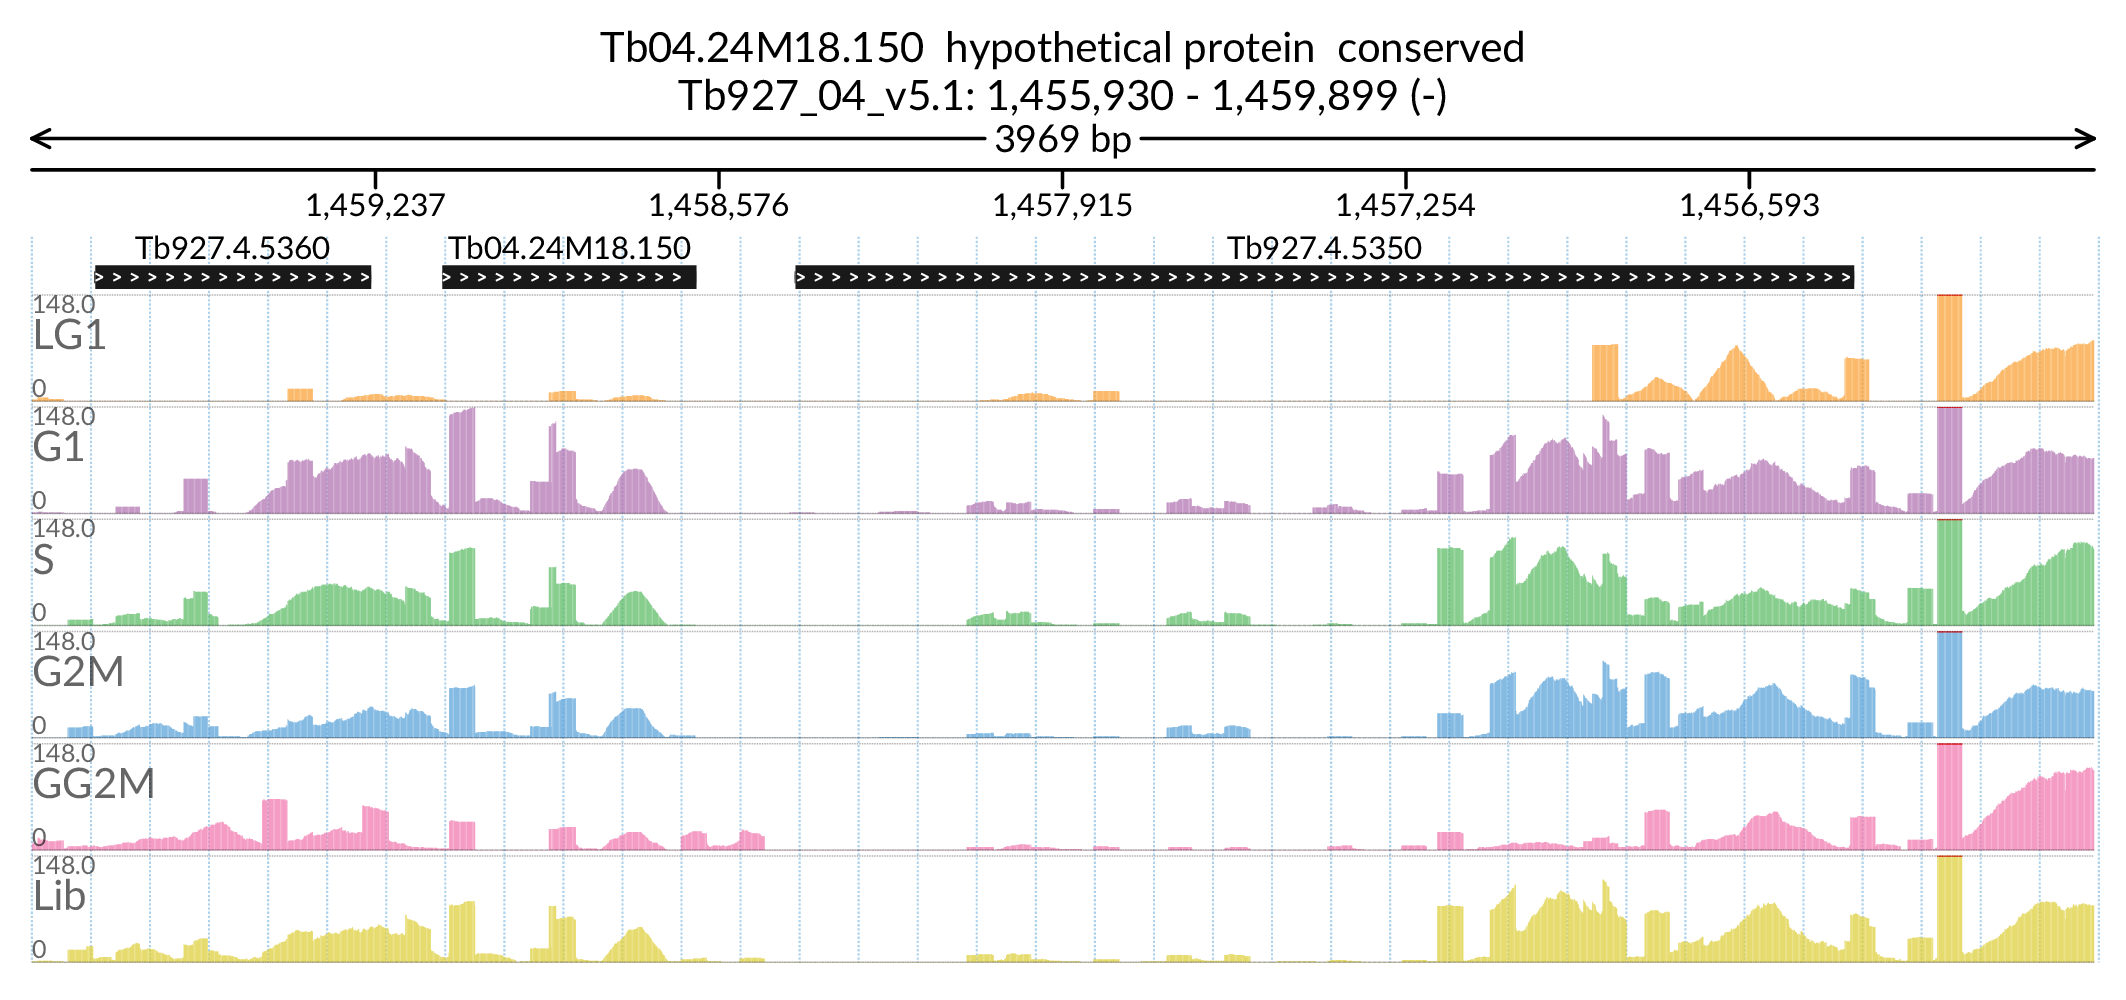 Tb04.24M18.150 hypothetical protein conserved
Tb927_04_v5.1: 1,455,930 - 1,459,899 (-)
3969 bp
1,459,237 1,458,576 1,457,915 1,457,254 1,456,593
Tb927.4.5360 Tb04.24M18.150 Tb927.4.5350
148.0
LG1
0
148.0
G1
0
148.0
S
0
148.0
G2M
0
148.0
GG2M
0
148.0
Lib
0